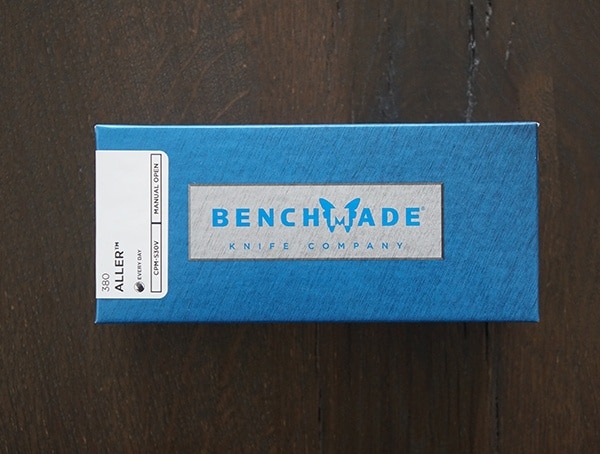 380
ALLER™
EVERY DAY
CPM-S30V
MANUAL OPEN
BENCHMADE®
KNIFE COMPANY